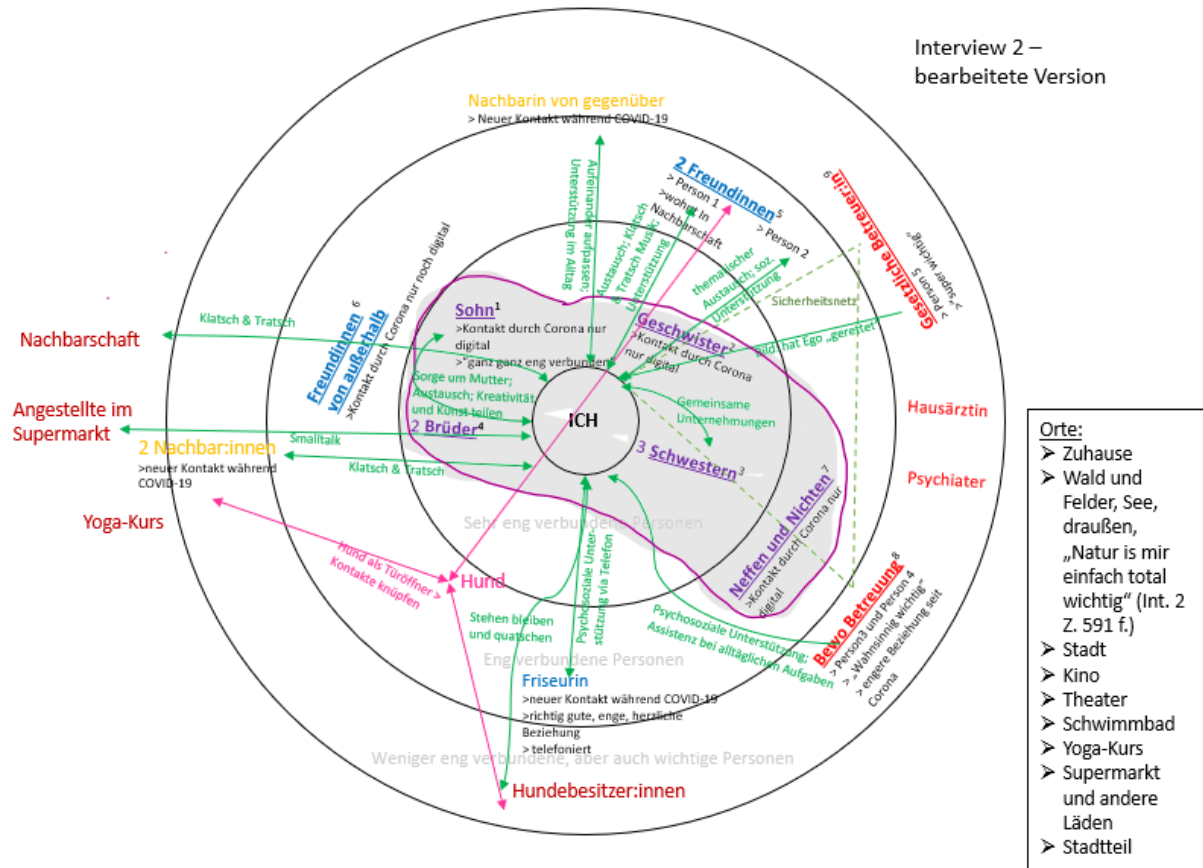 Interview 2 –
bearbeitete Version
Nachbarin von gegenüber
> Neuer Kontakt während COVID-19
Aufeinander aufpassen;
Unterstützung im Alltag
2 Freundinnen⁵
> Person 1
>wohnt In
Nachbarschaft
> Person 2
Austausch; Klatsch
& Tratsch Musik;
Unterstützung
thematischer
Austausch; soz.
Unterstützung
Gesetzliche Betreuer:in⁹
> Person 5
>"super wichtig"
Sicherheitsnetz
Bild hat Ego „gerettet"
Freundinnen ⁶
von außerhalb
>Kontakt durch Corona nur noch digital
Sohn¹
>Kontakt durch Corona nur
digital
>"ganz ganz eng verbunden"
Geschwister²
>Kontakt durch Corona
nur digital
Sorge um Mutter;
Austausch; Kreativität
und Kunst teilen
2 Brüder⁴
ICH
Gemeinsame
Unternehmungen
3 Schwestern³
Neffen und Nichten⁷
>Kontakt durch Corona nur
digital
Nachbarschaft
Klatsch & Tratsch
Angestellte im
Supermarkt
Smalltalk
2 Nachbar:innen
>neuer Kontakt während
COVID-19
Klatsch & Tratsch
Yoga-Kurs
Hund als Türöffner >
Kontakte knüpfen
Hund
Hausärztin
Psychiater
Sehr eng verbundene Personen
Psychosoziale Unter-
stützung via Telefon
Stehen bleiben
und quatschen
Psychosoziale Unterstützung;
Assistenz bei alltäglichen Aufgaben
Bewo Betreuung⁸
> Person3 und Person 4
> „Wahnsinnig wichtig"
> engere Beziehung seit
Corona
Eng verbundene Personen
Friseurin
>neuer Kontakt während COVID-19
>richtig gute, enge, herzliche
Beziehung
> telefoniert
Weniger eng verbundene, aber auch wichtige Personen
Hundebesitzer:innen
Orte:
➢ Zuhause
➢ Wald und
Felder, See,
draußen,
„Natur is mir
einfach total
wichtig" (Int. 2
Z. 591 f.)
➢ Stadt
➢ Kino
➢ Theater
➢ Schwimmbad
➢ Yoga-Kurs
➢ Supermarkt
und andere
Läden
➢ Stadtteil